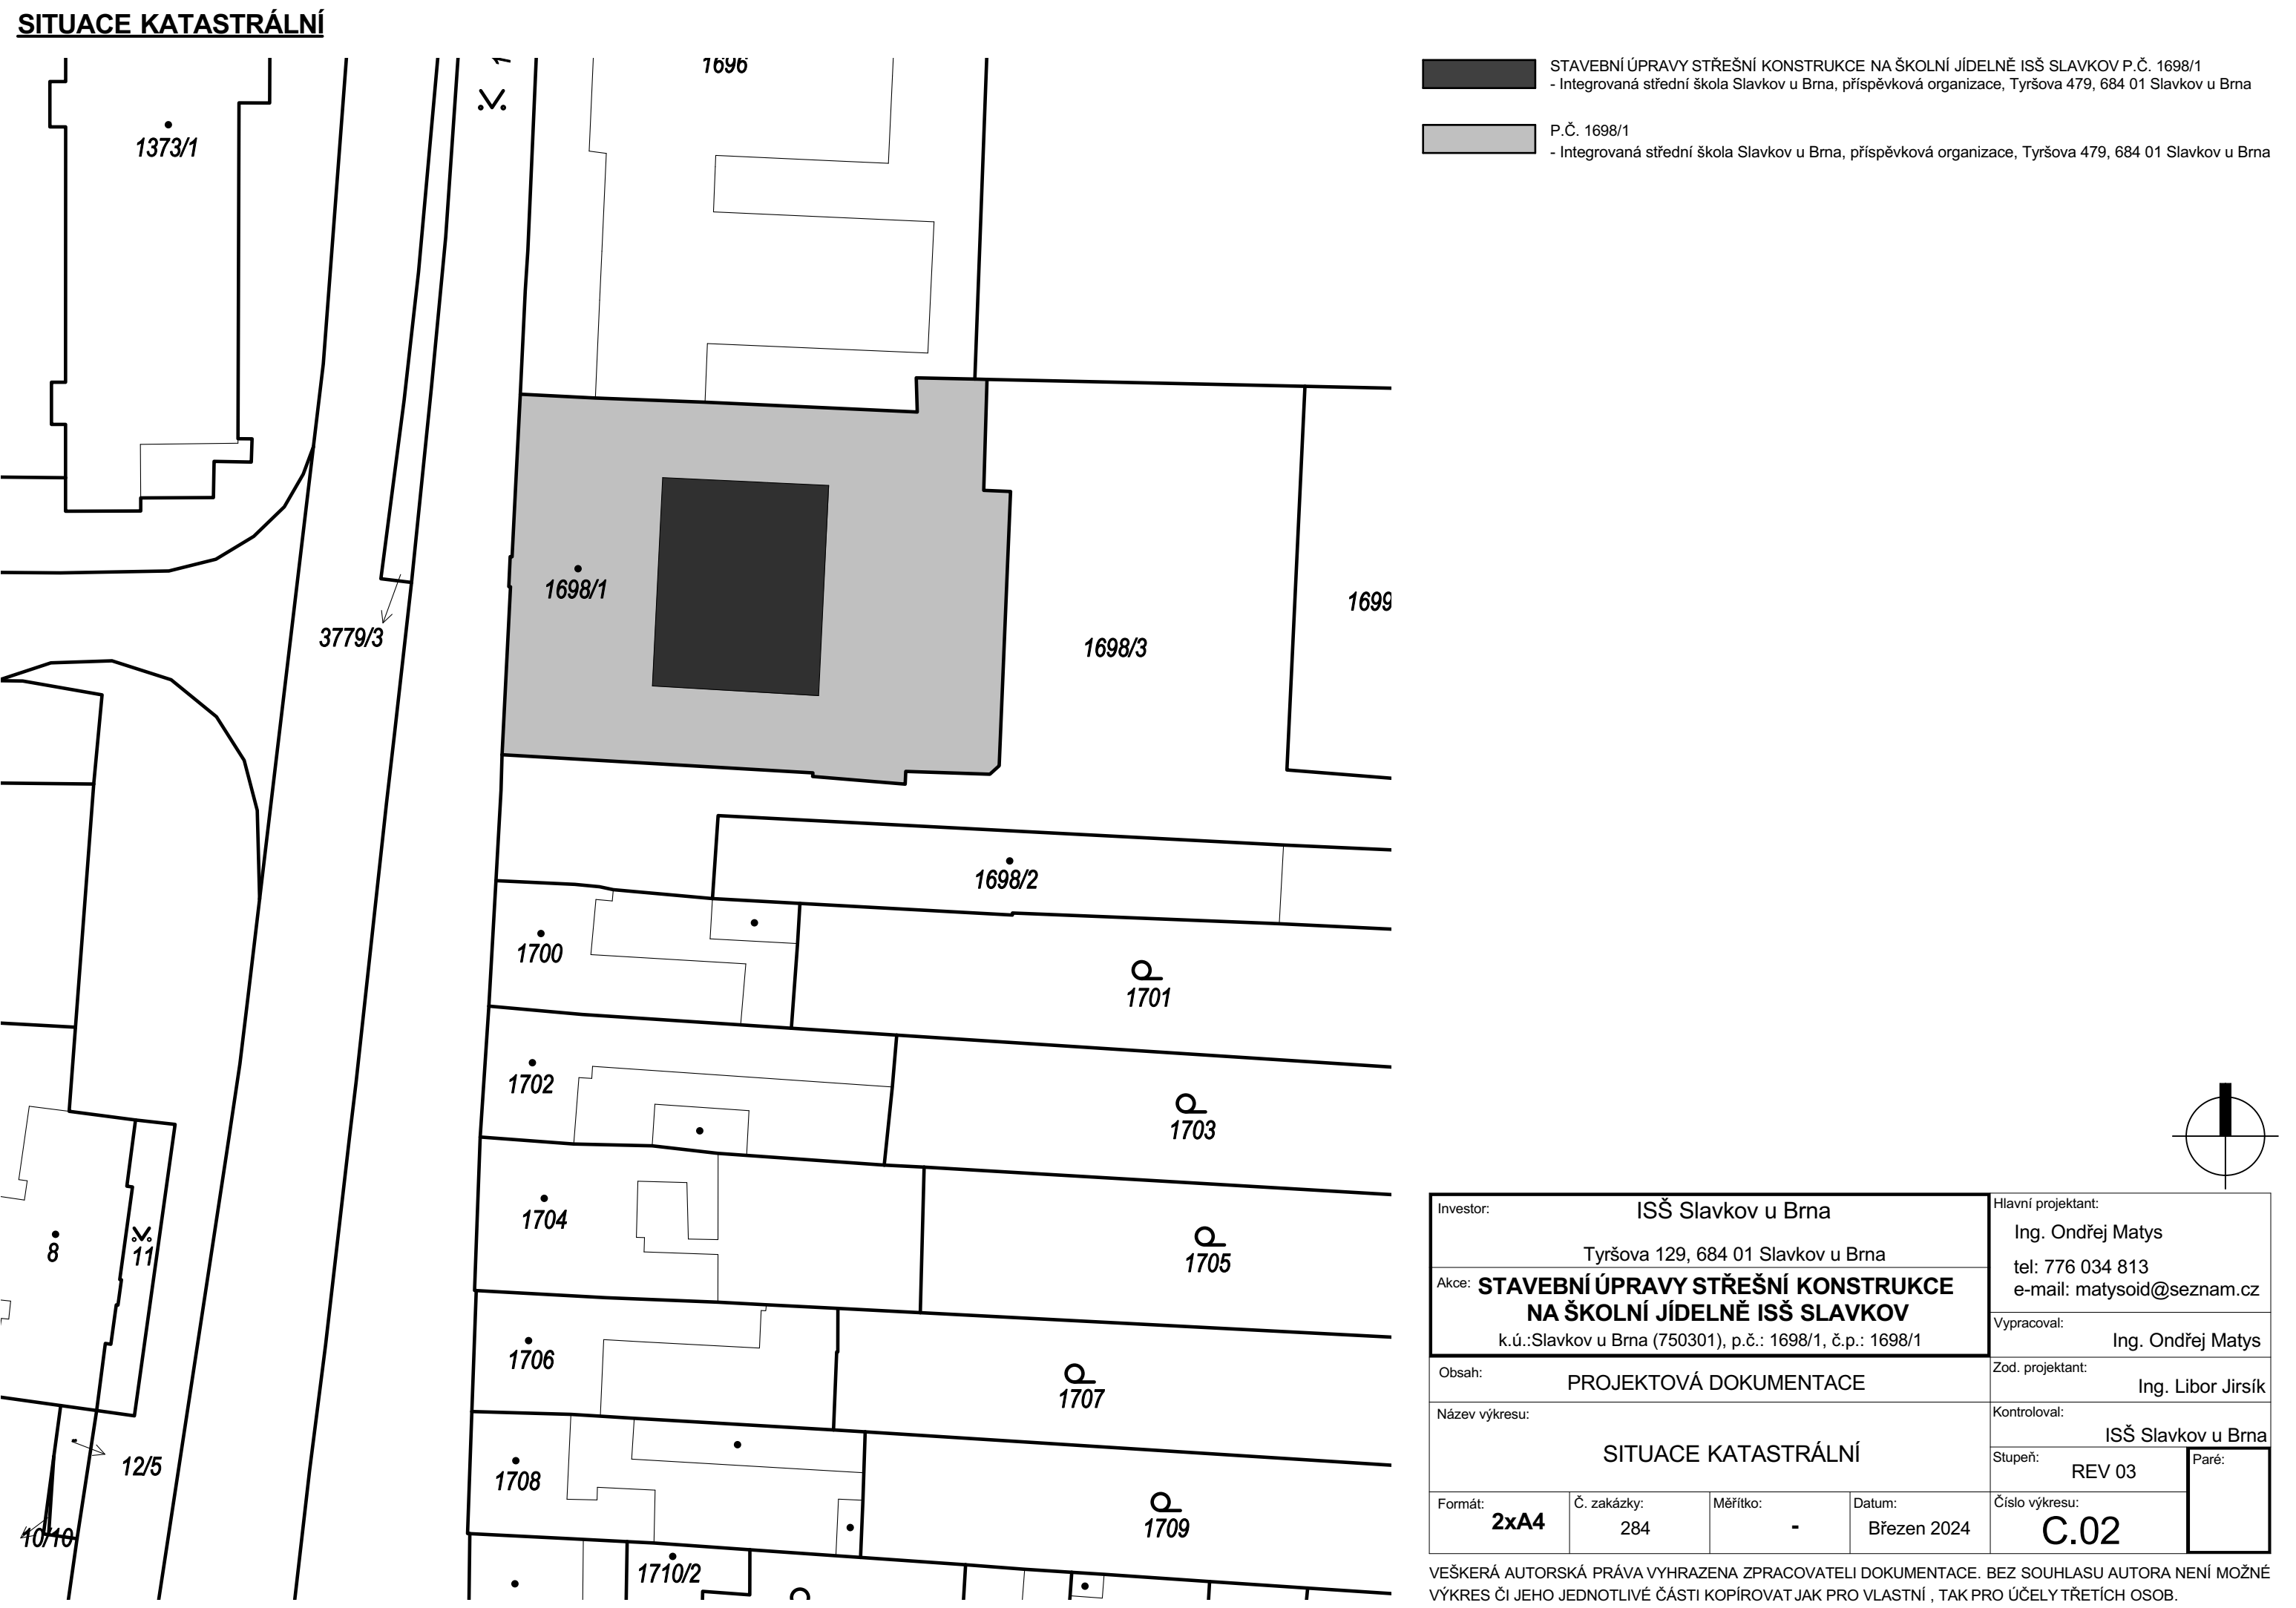 SITUACE KATASTRÁLNÍ
STAVEBNÍ ÚPRAVY STŘEŠNÍ KONSTRUKCE NA ŠKOLNÍ JÍDELNĚ ISŠ SLAVKOV P.Č. 1698/1
- Integrovaná střední škola Slavkov u Brna, příspěvková organizace, Tyršova 479, 684 01 Slavkov u Brna
P.Č. 1698/1
- Integrovaná střední škola Slavkov u Brna, příspěvková organizace, Tyršova 479, 684 01 Slavkov u Brna
1696
1373/1
1698/1
1699
3779/3
1698/3
1698/2
1700
1701
1702
1703
1704
1705
8
11
1706
1707
12/5
1708
1709
10/10
1710/2
Investor:
ISŠ Slavkov u Brna
Tyršova 129, 684 01 Slavkov u Brna
Akce: STAVEBNÍ ÚPRAVY STŘEŠNÍ KONSTRUKCE
NA ŠKOLNÍ JÍDELNĚ ISŠ SLAVKOV
k.ú.:Slavkov u Brna (750301), p.č.: 1698/1, č.p.: 1698/1
Hlavní projektant:
Ing. Ondřej Matys
tel: 776 034 813
e-mail: matysoid@seznam.cz
Vypracoval:
Ing. Ondřej Matys
Obsah:
PROJEKTOVÁ DOKUMENTACE
Zod. projektant:
Ing. Libor Jirsík
Název výkresu:
SITUACE KATASTRÁLNÍ
Kontroloval:
ISŠ Slavkov u Brna
Stupeň:
REV 03
Paré:
Formát:
2xA4
Č. zakázky:
284
Měřítko:
-
Datum:
Březen 2024
Číslo výkresu:
C.02
VEŠKERÁ AUTORSKÁ PRÁVA VYHRAZENA ZPRACOVATELI DOKUMENTACE. BEZ SOUHLASU AUTORA NENÍ MOŽNÉ
VÝKRES ČI JEHO JEDNOTLIVÉ ČÁSTI KOPÍROVAT JAK PRO VLASTNÍ , TAK PRO ÚČELY TŘETÍCH OSOB.